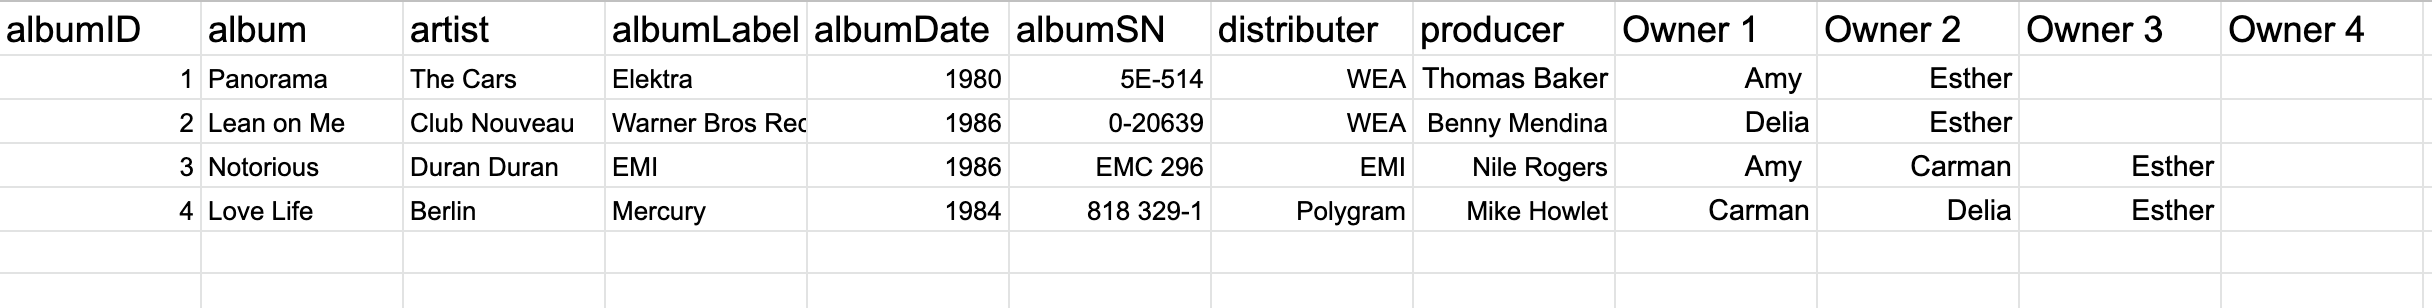 albumID album artist albumLabel albumDate albumSN distributer producer Owner 1 Owner 2 Owner 3 Owner 4
1 Panorama The Cars Elektra 1980 5E-514 WEA Thomas Baker Amy Esther
2 Lean on Me Club Nouveau Warner Bros 1986 0-20639 WEA Benny Mendina Delia Esther
3 Notorious Duran Duran EMI 1986 EMC 296 EMI Nile Rogers Amy Carman Esther
4 Love Life Berlin Mercury 1984 818 329-1 Polygram Mike Howlet Carman Delia Esther